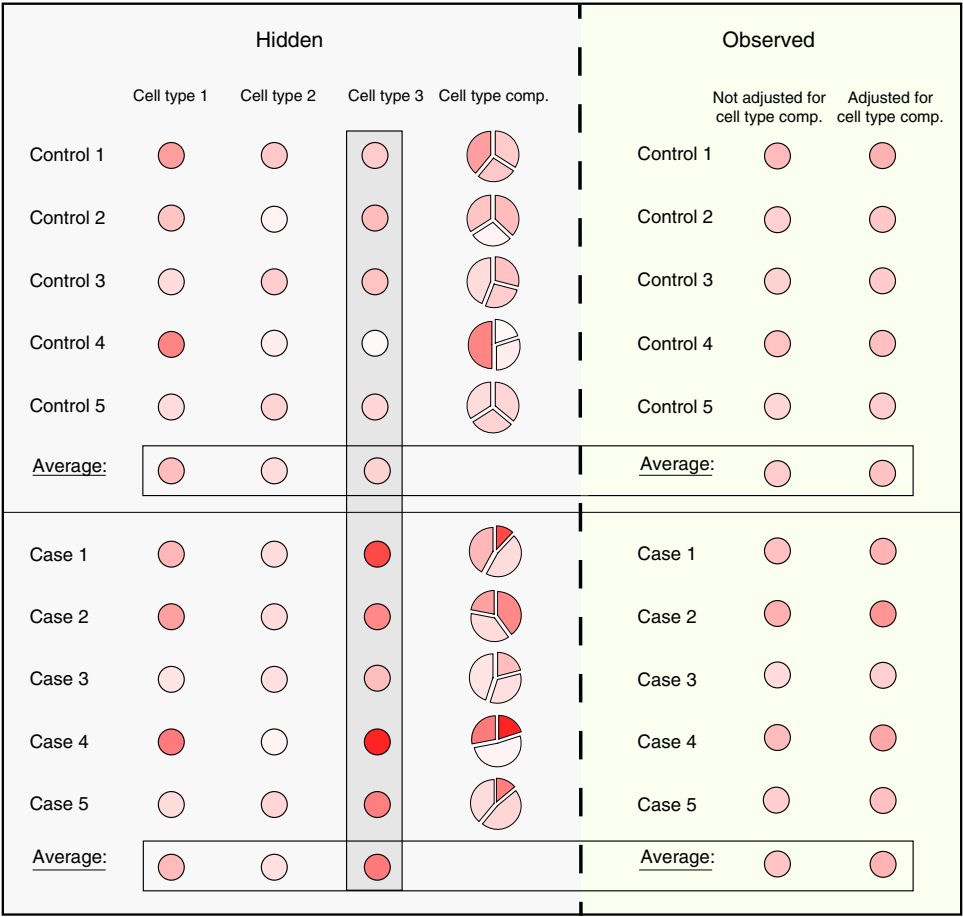 Hidden
Observed
Cell type 1
Cell type 2
Cell type 3
Cell type comp.
Not adjusted for
cell type comp.
Adjusted for
cell type comp.
Control 1
Control 1
Control 2
Control 2
Control 3
Control 3
Control 4
Control 4
Control 5
Control 5
Average:
Average:
Case 1
Case 1
Case 2
Case 2
Case 3
Case 3
Case 4
Case 4
Case 5
Case 5
Average:
Average: